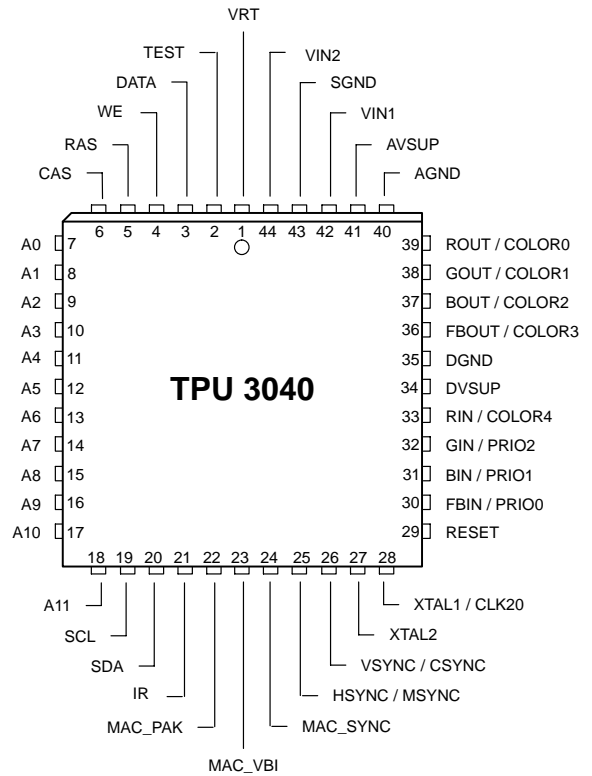 VRT
TEST VIN2
DATA SGND
WE VIN1
RAS AVSUP
CAS AGND
6 5 4 3 2 1 44 43 42 41 40
A0 7 39 ROUT / COLOR0
A1 8 38 GOUT / COLOR1
A2 9 37 BOUT / COLOR2
A3 10 36 FBOUT / COLOR3
A4 11 35 DGND
A5 12 34 DVSUP
TPU 3040
A6 13 33 RIN / COLOR4
A7 14 32 GIN / PRIO2
A8 15 31 BIN / PRIO1
A9 16 30 FBIN / PRIO0
A10 17 29 RESET
18 19 20 21 22 23 24 25 26 27 28
A11 XTAL1 / CLK20
SCL XTAL2
SDA VSYNC / CSYNC
IR HSYNC / MSYNC
MAC_PAK MAC_SYNC
MAC_VBI